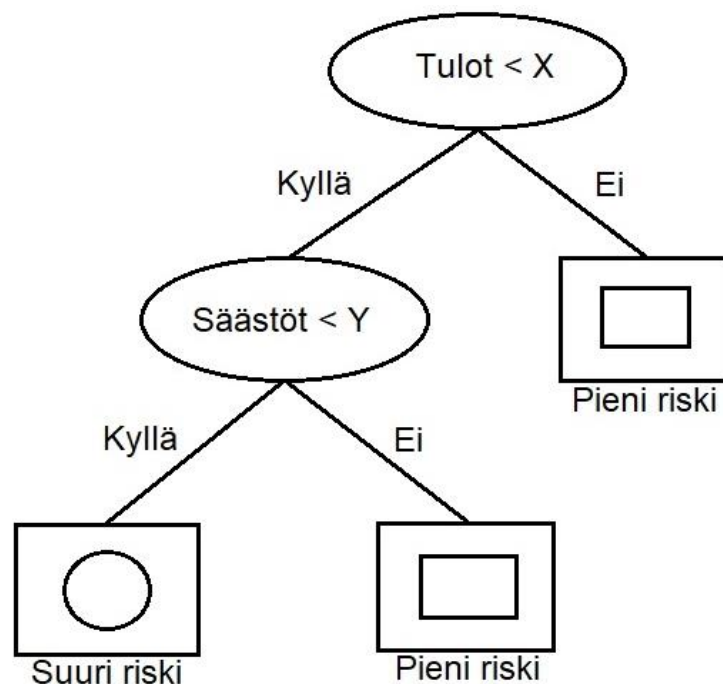 Tulot < X
Kyllä
Ei
Säästöt < Y
Pieni riski
Kyllä
Ei
Suuri riski
Pieni riski